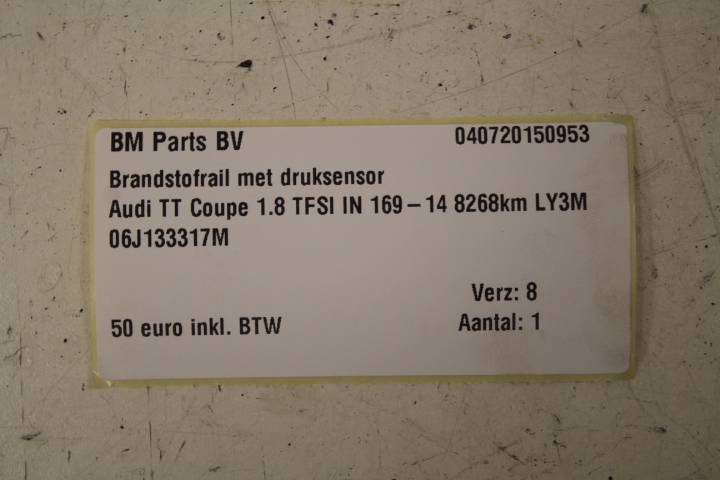 BM Parts BV 040720150953
Brandstofrail met druksensor
Audi TT Coupe 1.8 TFSI IN 169-14 8268km LY3M
06J133317M
Verz: 8
50 euro inkl. BTW Aantal: 1